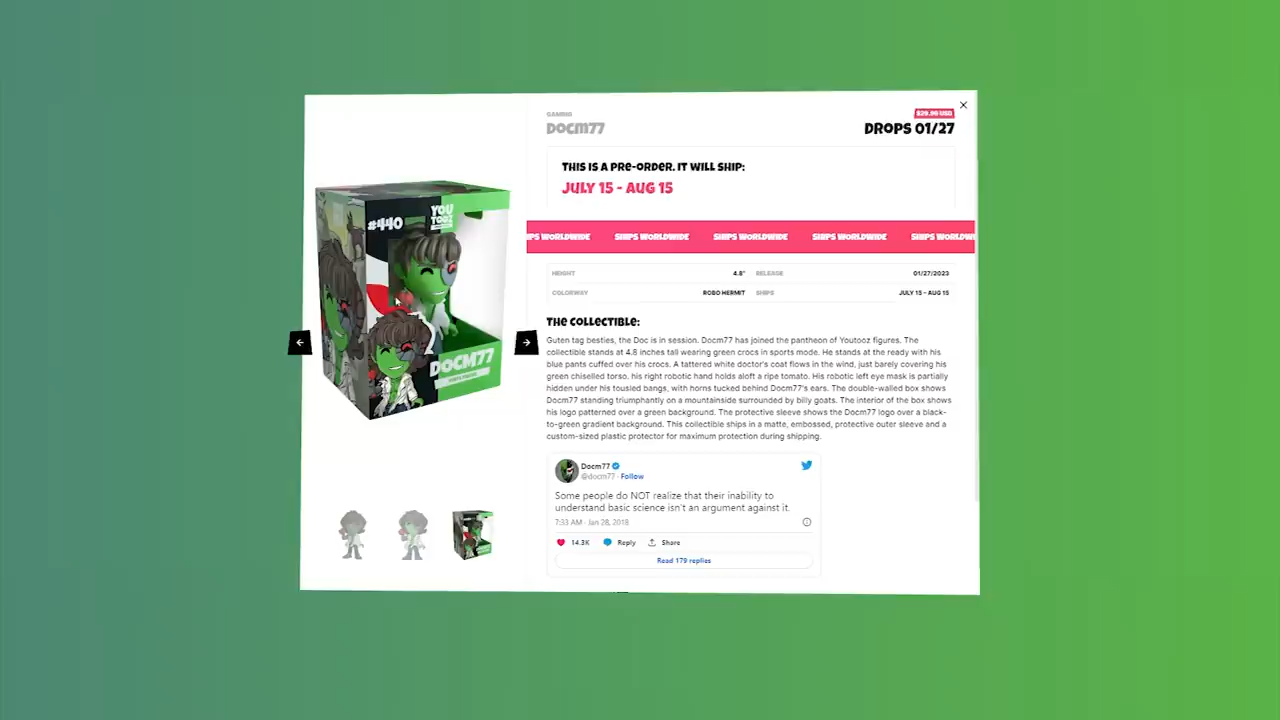 GAMING
DOCM77
$29.99 USD
DROPS 01/27
THIS IS A PRE-ORDER. IT WILL SHIP:
JULY 15 - AUG 15
IPS WORLDWIDE SHIPS WORLDWIDE SHIPS WORLDWIDE SHIPS WORLDWIDE SHIPS WORLDWI
#440
YOU
TOOZ
DOCM77
HEIGHT 4.8" RELEASE 01/27/2023
COLORWAY ROBO HERMIT SHIPS JULY 15 - AUG 15
THE COLLECTIBLE:
Guten tag besties, the Doc is in session. Docm77 has joined the pantheon of Youtooz figures. The
collectible stands at 4.8 inches tall wearing green crocs in sports mode. He stands at the ready with his
blue pants cuffed over his crocs. A tattered white doctor's coat flows in the wind, just barely covering his
green chiselled torso. his right robotic hand holds aloft a ripe tomato. His robotic left eye mask is partially
hidden under his tousled bangs, with horns tucked behind Docm77's ears. The double-walled box shows
Docm77 standing triumphantly on a mountainside surrounded by billy goats. The interior of the box shows
his logo patterned over a green background. The protective sleeve shows the Docm77 logo over a black-
to-green gradient background. This collectible ships in a matte, embossed, protective outer sleeve and a
custom-sized plastic protector for maximum protection during shipping.
Docm77
@docm77 · Follow
Some people do NOT realize that their inability to
understand basic science isn't an argument against it.
7:33 AM · Jan 28, 2018
14.3K Reply Share
Read 179 replies